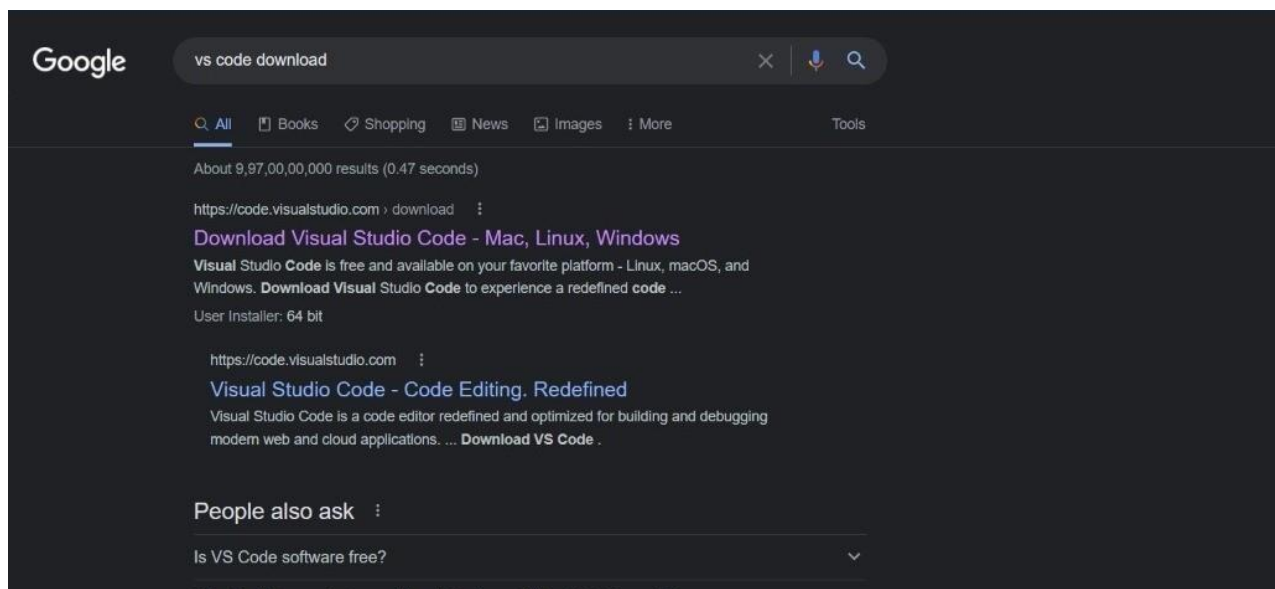 Google
vs code download
All Books Shopping News Images More Tools
About 9,97,00,00,000 results (0.47 seconds)
https://code.visualstudio.com › download
Download Visual Studio Code - Mac, Linux, Windows
Visual Studio Code is free and available on your favorite platform - Linux, macOS, and
Windows. Download Visual Studio Code to experience a redefined code ...
User Installer: 64 bit
https://code.visualstudio.com
Visual Studio Code - Code Editing. Redefined
Visual Studio Code is a code editor redefined and optimized for building and debugging
modern web and cloud applications. ... Download VS Code .
People also ask
Is VS Code software free?